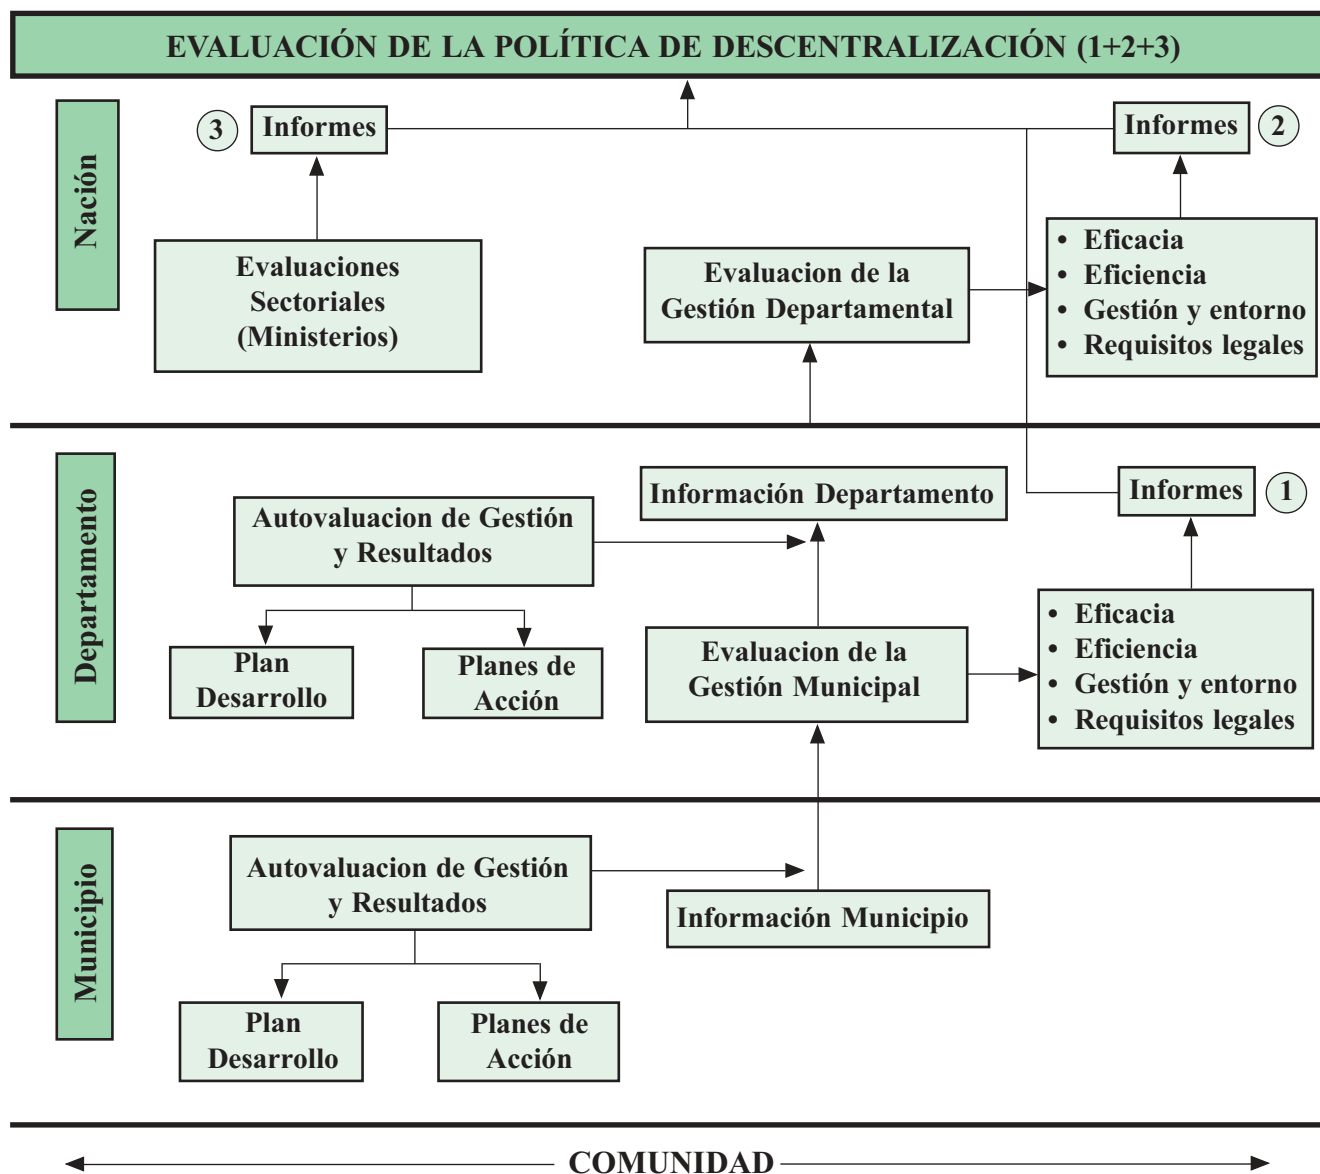 EVALUACIÓN DE LA POLÍTICA DE DESCENTRALIZACIÓN (1+2+3)
Nación
3
Informes
Informes
2
Evaluaciones
Sectoriales
(Ministerios)
Evaluacion de la
Gestión Departamental
• Eficacia
• Eficiencia
• Gestión y entorno
• Requisitos legales
Departamento
Autovaluacion de Gestión
y Resultados
Información Departamento
Informes
1
Plan
Desarrollo
Planes de
Acción
Evaluacion de la
Gestión Municipal
• Eficacia
• Eficiencia
• Gestión y entorno
• Requisitos legales
Municipio
Autovaluacion de Gestión
y Resultados
Información Municipio
Plan
Desarrollo
Planes de
Acción
COMUNIDAD